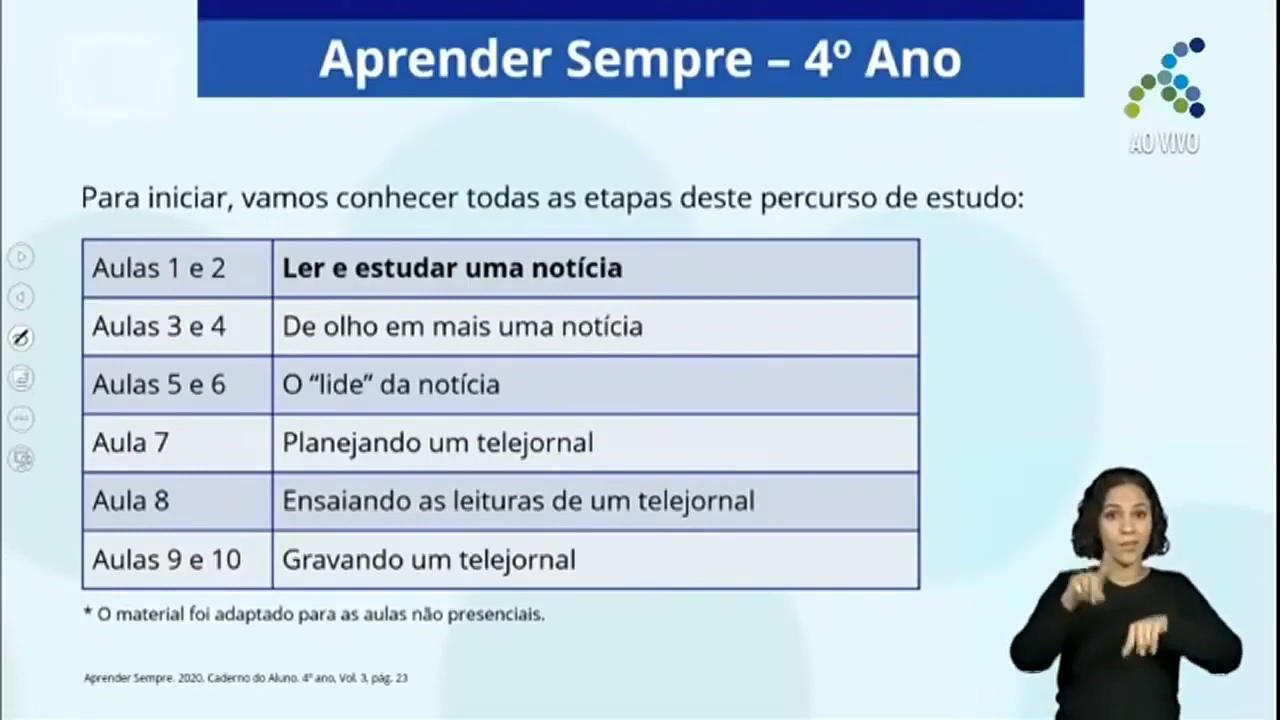 Aprender Sempre – 4º Ano
AO VIVO
Para iniciar, vamos conhecer todas as etapas deste percurso de estudo:
Aulas 1 e 2 Ler e estudar uma notícia
Aulas 3 e 4 De olho em mais uma notícia
Aulas 5 e 6 O “lide” da notícia
Aula 7 Planejando um telejornal
Aula 8 Ensaiando as leituras de um telejornal
Aulas 9 e 10 Gravando um telejornal
* O material foi adaptado para as aulas não presenciais.
Aprender Sempre. 2020. Caderno do Aluno. 4º ano, Vol. 3, pág. 23